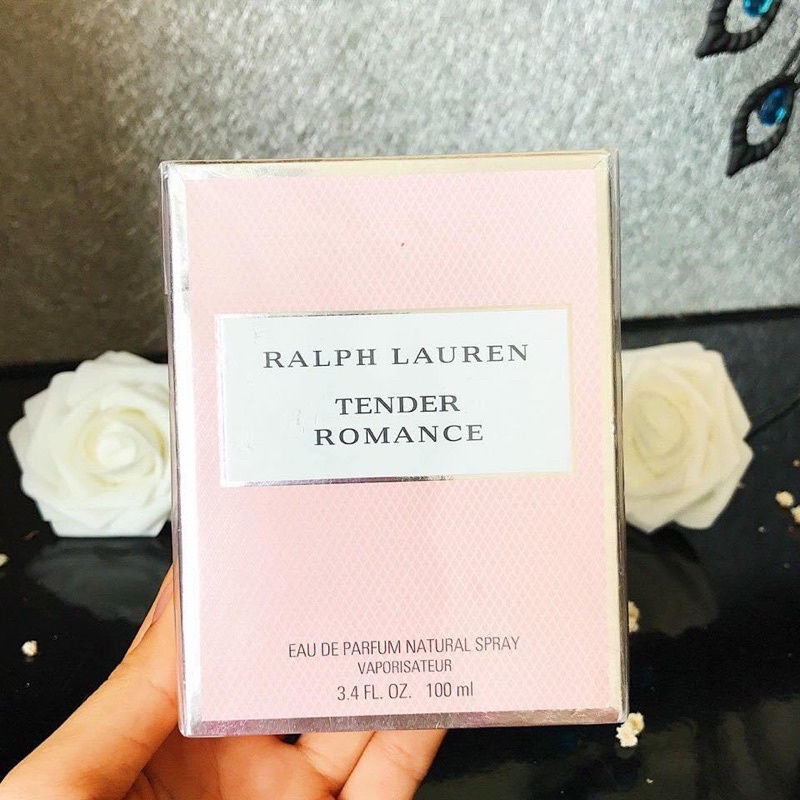 RALPH LAUREN
TENDER
ROMANCE
EAU DE PARFUM NATURAL SPRAY
VAPORISATEUR
3.4 FL. OZ. 100 ml